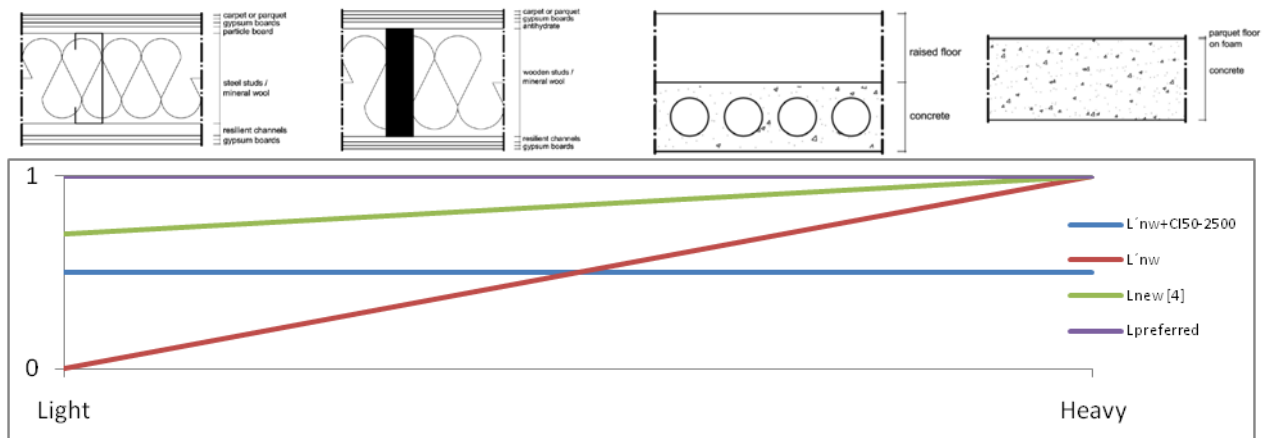 carpet or parquet
gypsum boards
particle board
steel studs /
mineral wool
resilient channels
gypsum boards
carpet or parquet
gypsum boards
antihydrate
wooden studs /
mineral wool
resilient channels
gypsum boards
raised floor
concrete
parquet floor
on foam
concrete
1
L´nw+CI50-2500
L´nw
Lnew [4]
Lpreferred
0
Light
Heavy